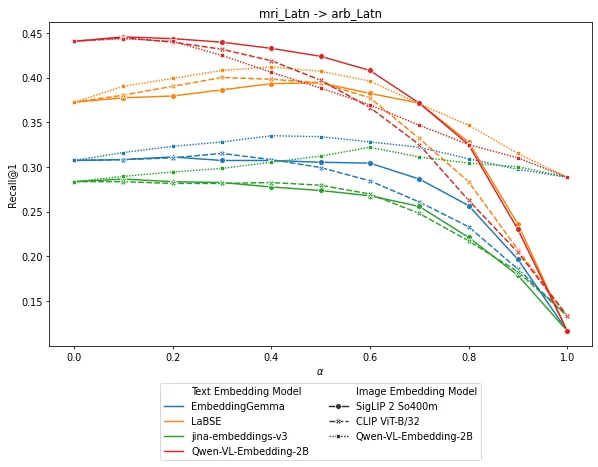 mri_Latn -> arb_Latn
Recall@1
0.45
0.40
0.35
0.30
0.25
0.20
0.15
0.0 0.2 0.4 0.6 0.8 1.0
α
Text Embedding Model Image Embedding Model
EmbeddingGemma SigLIP 2 So400m
LaBSE CLIP ViT-B/32
jina-embeddings-v3 Qwen-VL-Embedding-2B
Qwen-VL-Embedding-2B